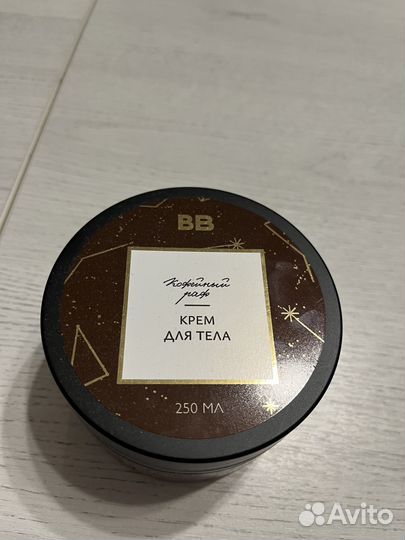 BB
Кофейный
раф
КРЕМ
ДЛЯ ТЕЛА
250 МЛ
Avito